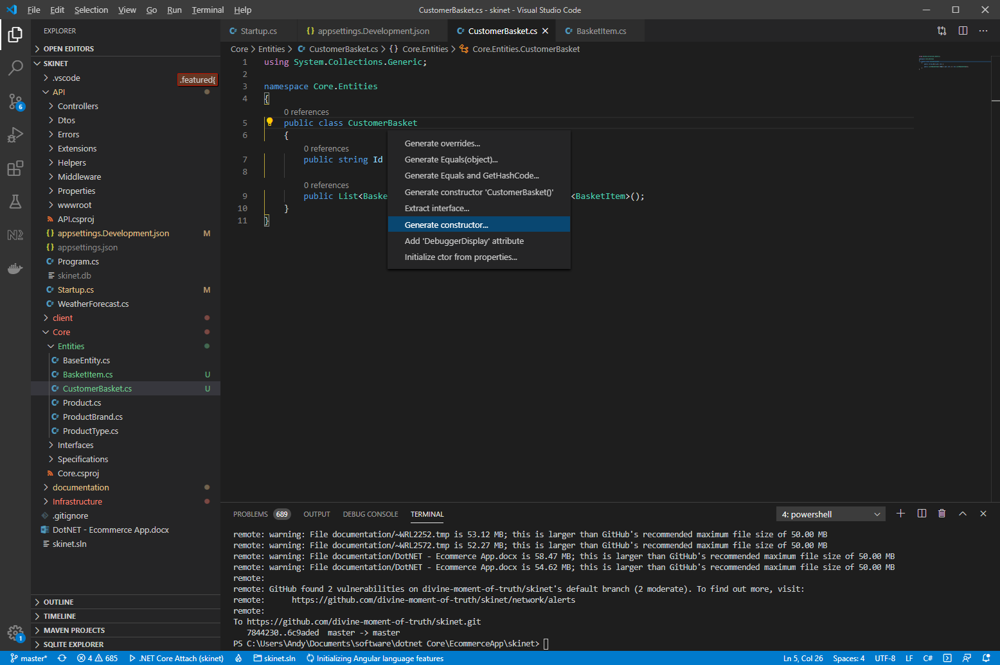 File Edit Selection View Go Run Terminal Help
CustomerBasket.cs - skinet - Visual Studio Code
EXPLORER
OPEN EDITORS
SKINET
.vscode
.featured{
API
Controllers
Dtos
Errors
Extensions
Helpers
Middleware
Properties
wwwroot
API.csproj
{} appsettings.Development.json M
{} appsettings.json
C# Program.cs
skinet.db
C# Startup.cs M
C# WeatherForecast.cs
client
Core
Entities
C# BaseEntity.cs
C# BasketItem.cs U
C# CustomerBasket.cs U
C# Product.cs
C# ProductBrand.cs
C# ProductType.cs
Interfaces
Specifications
Core.csproj
documentation
Infrastructure
.gitignore
DotNET - Ecommerce App.docx
skinet.sln
OUTLINE
TIMELINE
MAVEN PROJECTS
SQLITE EXPLORER
6
N2
1
C# Startup.cs {} appsettings.Development.json C# CustomerBasket.cs C# BasketItem.cs
Core > Entities > C# CustomerBasket.cs > {} Core.Entities > Core.Entities.CustomerBasket
1 using System.Collections.Generic;
2
3 namespace Core.Entities
4 {
0 references
5 public class CustomerBasket
6 {
0 references
7 public string Id
8
0 references
9 public List<Baske <BasketItem>();
10 }
11 }
Generate overrides...
Generate Equals(object)...
Generate Equals and GetHashCode...
Generate constructor 'CustomerBasket()'
Extract interface...
Generate constructor...
Add 'DebuggerDisplay' attribute
Initialize ctor from properties...
PROBLEMS 689 OUTPUT DEBUG CONSOLE TERMINAL 4: powershell
remote: warning: File documentation/~WRL2252.tmp is 53.12 MB; this is larger than GitHub's recommended maximum file size of 50.00 MB
remote: warning: File documentation/~WRL2572.tmp is 52.27 MB; this is larger than GitHub's recommended maximum file size of 50.00 MB
remote: warning: File documentation/DotNET - Ecommerce App.docx is 58.47 MB; this is larger than GitHub's recommended maximum file size of 50.00 MB
remote: warning: File documentation/DotNET - Ecommerce App.docx is 54.62 MB; this is larger than GitHub's recommended maximum file size of 50.00 MB
remote:
remote: GitHub found 2 vulnerabilities on divine-moment-of-truth/skinet's default branch (2 moderate). To find out more, visit:
remote: https://github.com/divine-moment-of-truth/skinet/network/alerts
remote:
To https://github.com/divine-moment-of-truth/skinet.git
7844230..6c9aded master -> master
PS C:\Users\Andy\Documents\software\dotnet Core\EcommerceApp\skinet>
master* 4 685 .NET Core Attach (skinet) skinet.sln Initializing Angular language features Ln 5, Col 26 Spaces: 4 UTF-8 LF C#